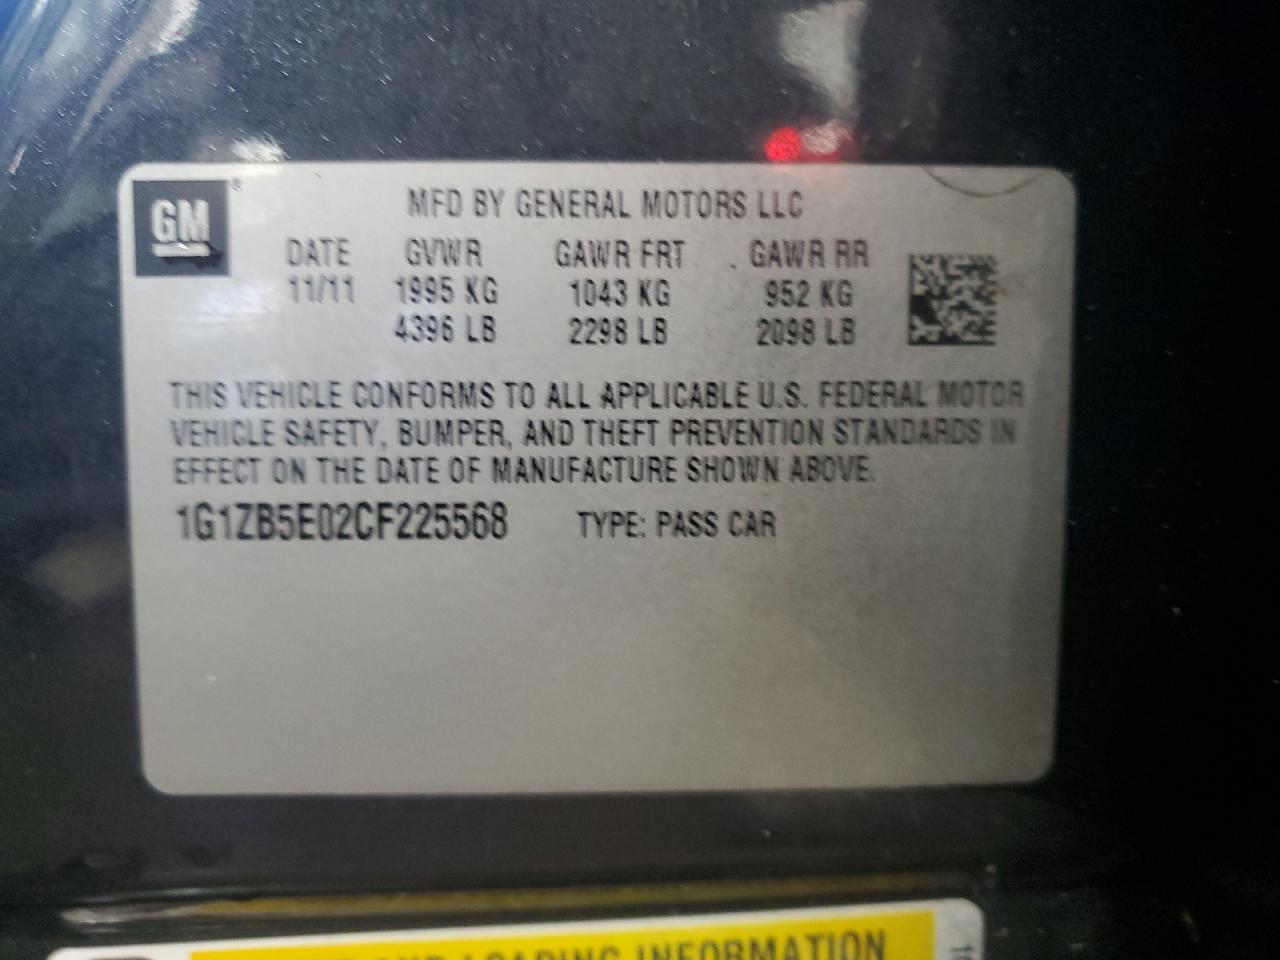 GM®
MFD BY GENERAL MOTORS LLC
DATE GVWR GAWR FRT GAWR RR
11/11 1995 KG 1043 KG 952 KG
4396 LB 2298 LB 2098 LB
THIS VEHICLE CONFORMS TO ALL APPLICABLE U.S. FEDERAL MOTOR
VEHICLE SAFETY, BUMPER, AND THEFT PREVENTION STANDARDS IN
EFFECT ON THE DATE OF MANUFACTURE SHOWN ABOVE.
1G1ZB5E02CF225568 TYPE: PASS CAR
AND LOADING INFORMATION